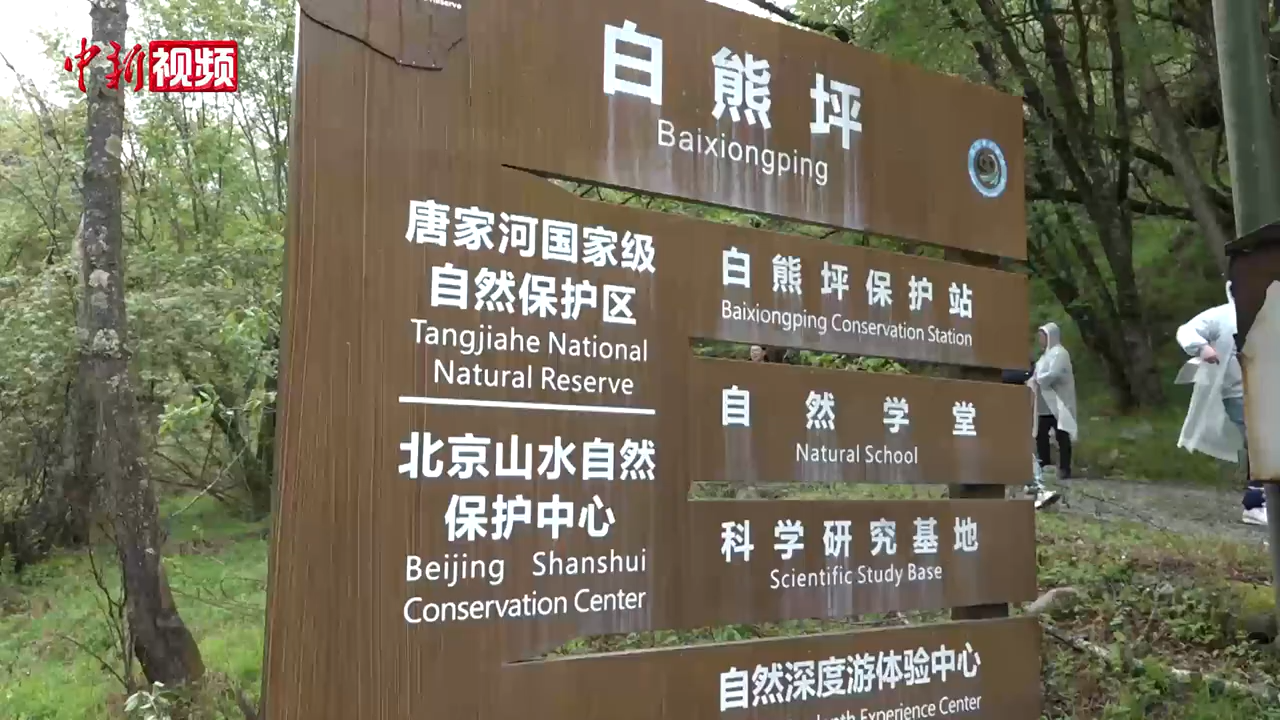 中新视频
Reserve
白熊坪
Baixiongping
唐家河国家级
自然保护区
Tangjiahe National
Natural Reserve
北京山水自然
保护中心
Beijing Shanshui
Conservation Center
白熊坪保护站
Baixiongping Conservation Station
自然学堂
Natural School
科学研究基地
Scientific Study Base
自然深度游体验中心
Experience Center